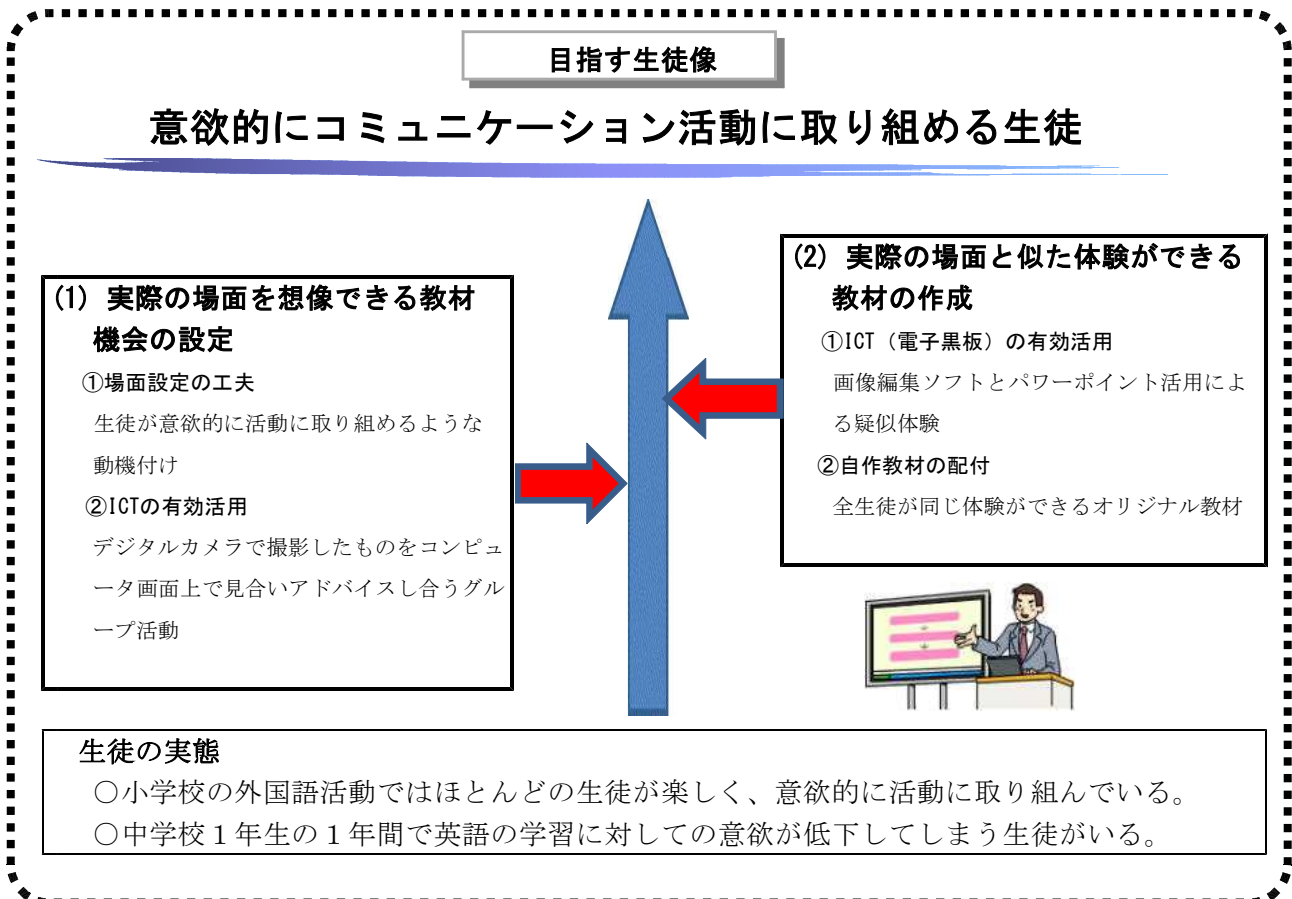 目指す生徒像
意欲的にコミュニケーション活動に取り組める生徒
(1) 実際の場面を想像できる教材
機会の設定
①場面設定の工夫
生徒が意欲的に活動に取り組めるような
動機付け
②ICTの有効活用
デジタルカメラで撮影したものをコンピュ
ータ画面上で見合いアドバイスし合うグル
ープ活動
(2) 実際の場面と似た体験ができる
教材の作成
①ICT（電子黒板）の有効活用
画像編集ソフトとパワーポイント活用によ
る疑似体験
②自作教材の配付
全生徒が同じ体験ができるオリジナル教材
生徒の実態
○小学校の外国語活動ではほとんどの生徒が楽しく、意欲的に活動に取り組んでいる。
○中学校１年生の１年間で英語の学習に対しての意欲が低下してしまう生徒がいる。